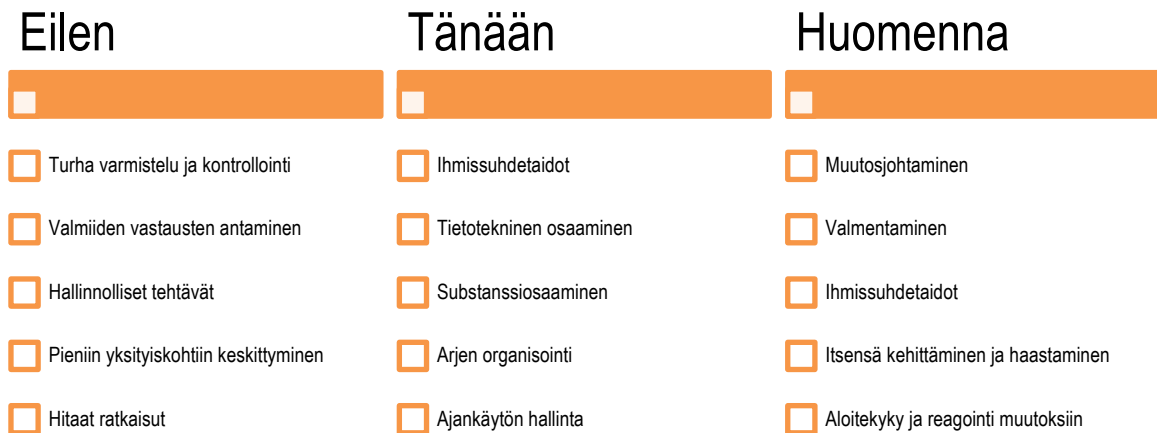 Eilen
Turha varmistelu ja kontrollointi
Valmiiden vastausten antaminen
Hallinnolliset tehtävät
Pieniin yksityiskohtiin keskittyminen
Hitaat ratkaisut
Tänään
Ihmissuhdetaidot
Tietotekninen osaaminen
Substanssiosaaminen
Arjen organisointi
Ajankäytön hallinta
Huomenna
Muutosjohtaminen
Valmentaminen
Ihmissuhdetaidot
Itsensä kehittäminen ja haastaminen
Aloitekyky ja reagointi muutoksiin